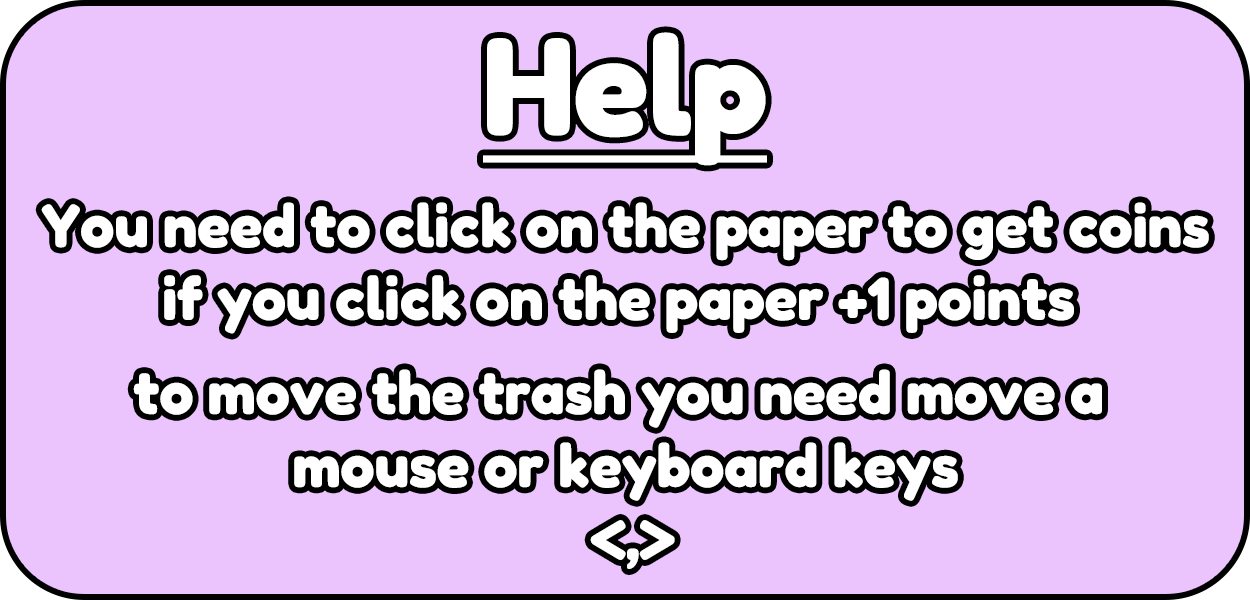 Help
You need to click on the paper to get coins
if you click on the paper +1 points
to move the trash you need move a
mouse or keyboard keys
<,>